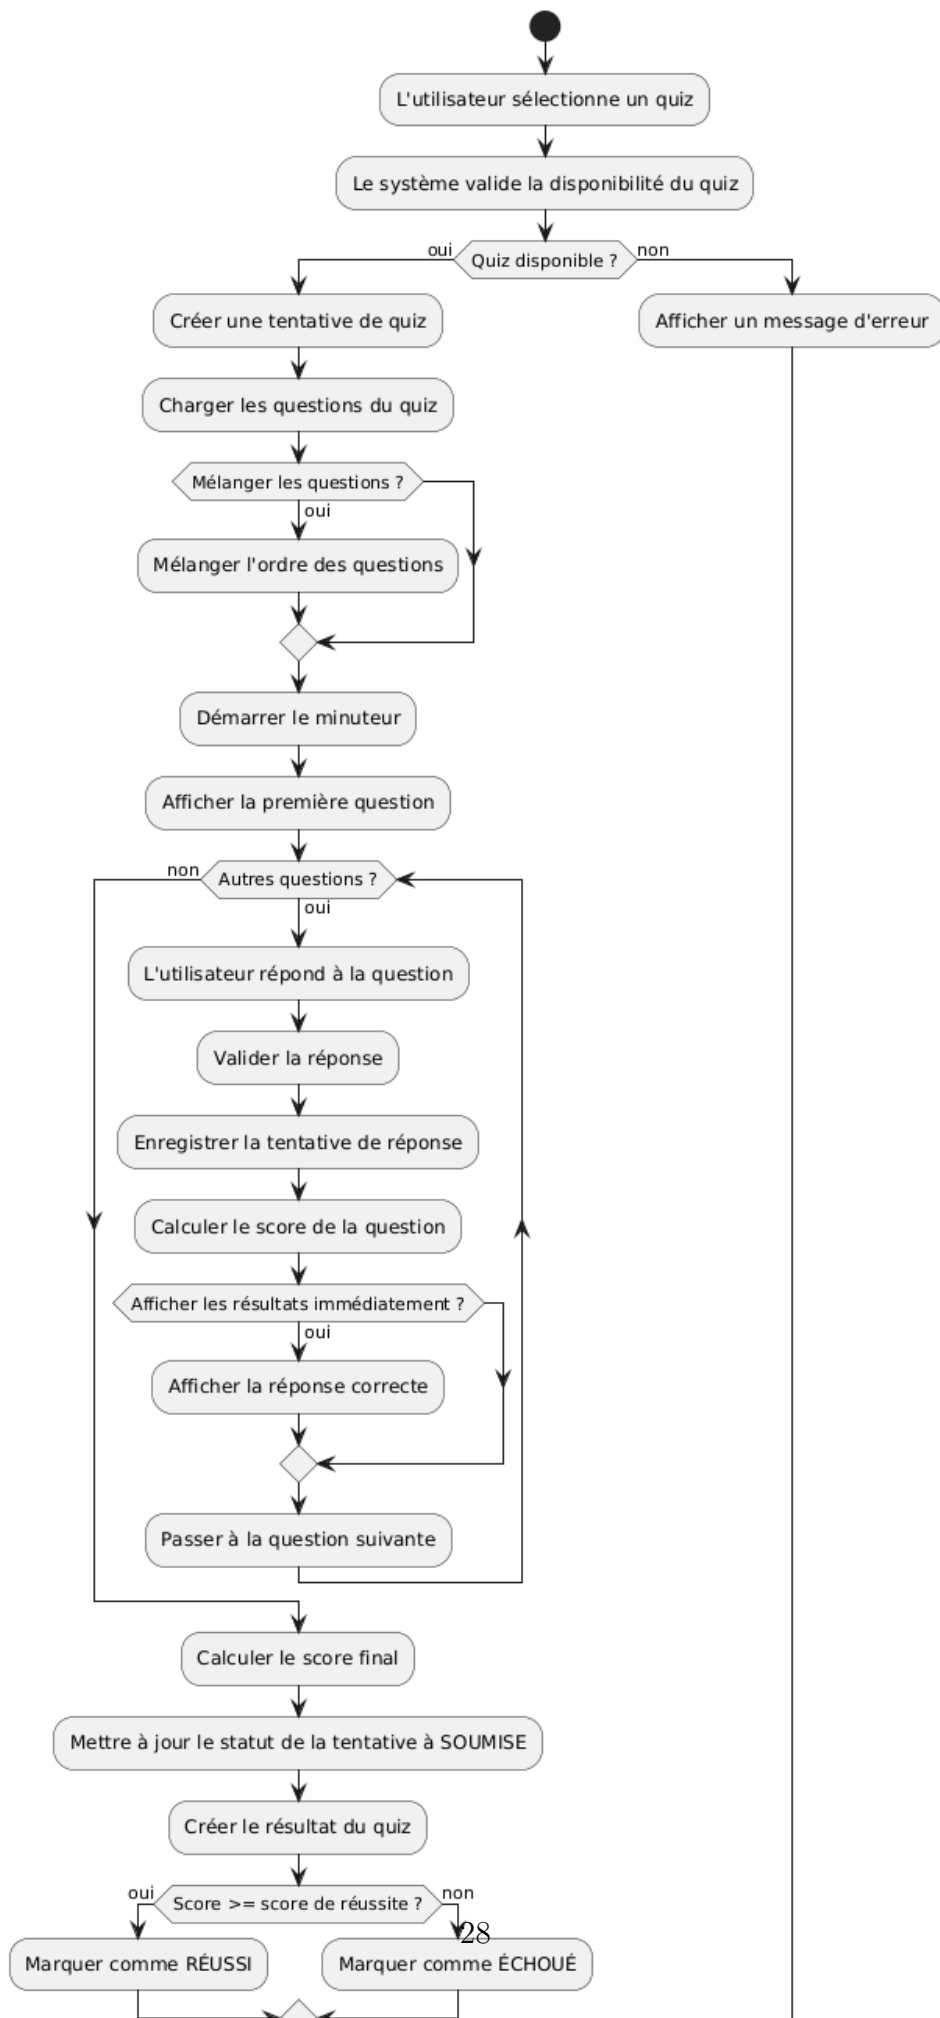 L'utilisateur sélectionne un quiz
Le système valide la disponibilité du quiz
oui
Quiz disponible ?
non
Créer une tentative de quiz
Afficher un message d'erreur
Charger les questions du quiz
Mélanger les questions ?
oui
Mélanger l'ordre des questions
Démarrer le minuteur
Afficher la première question
non
Autres questions ?
oui
L'utilisateur répond à la question
Valider la réponse
Enregistrer la tentative de réponse
Calculer le score de la question
Afficher les résultats immédiatement ?
oui
Afficher la réponse correcte
Passer à la question suivante
Calculer le score final
Mettre à jour le statut de la tentative à SOUMISE
Créer le résultat du quiz
oui
Score >= score de réussite ?
non
28
Marquer comme RÉUSSI
Marquer comme ÉCHOUÉ